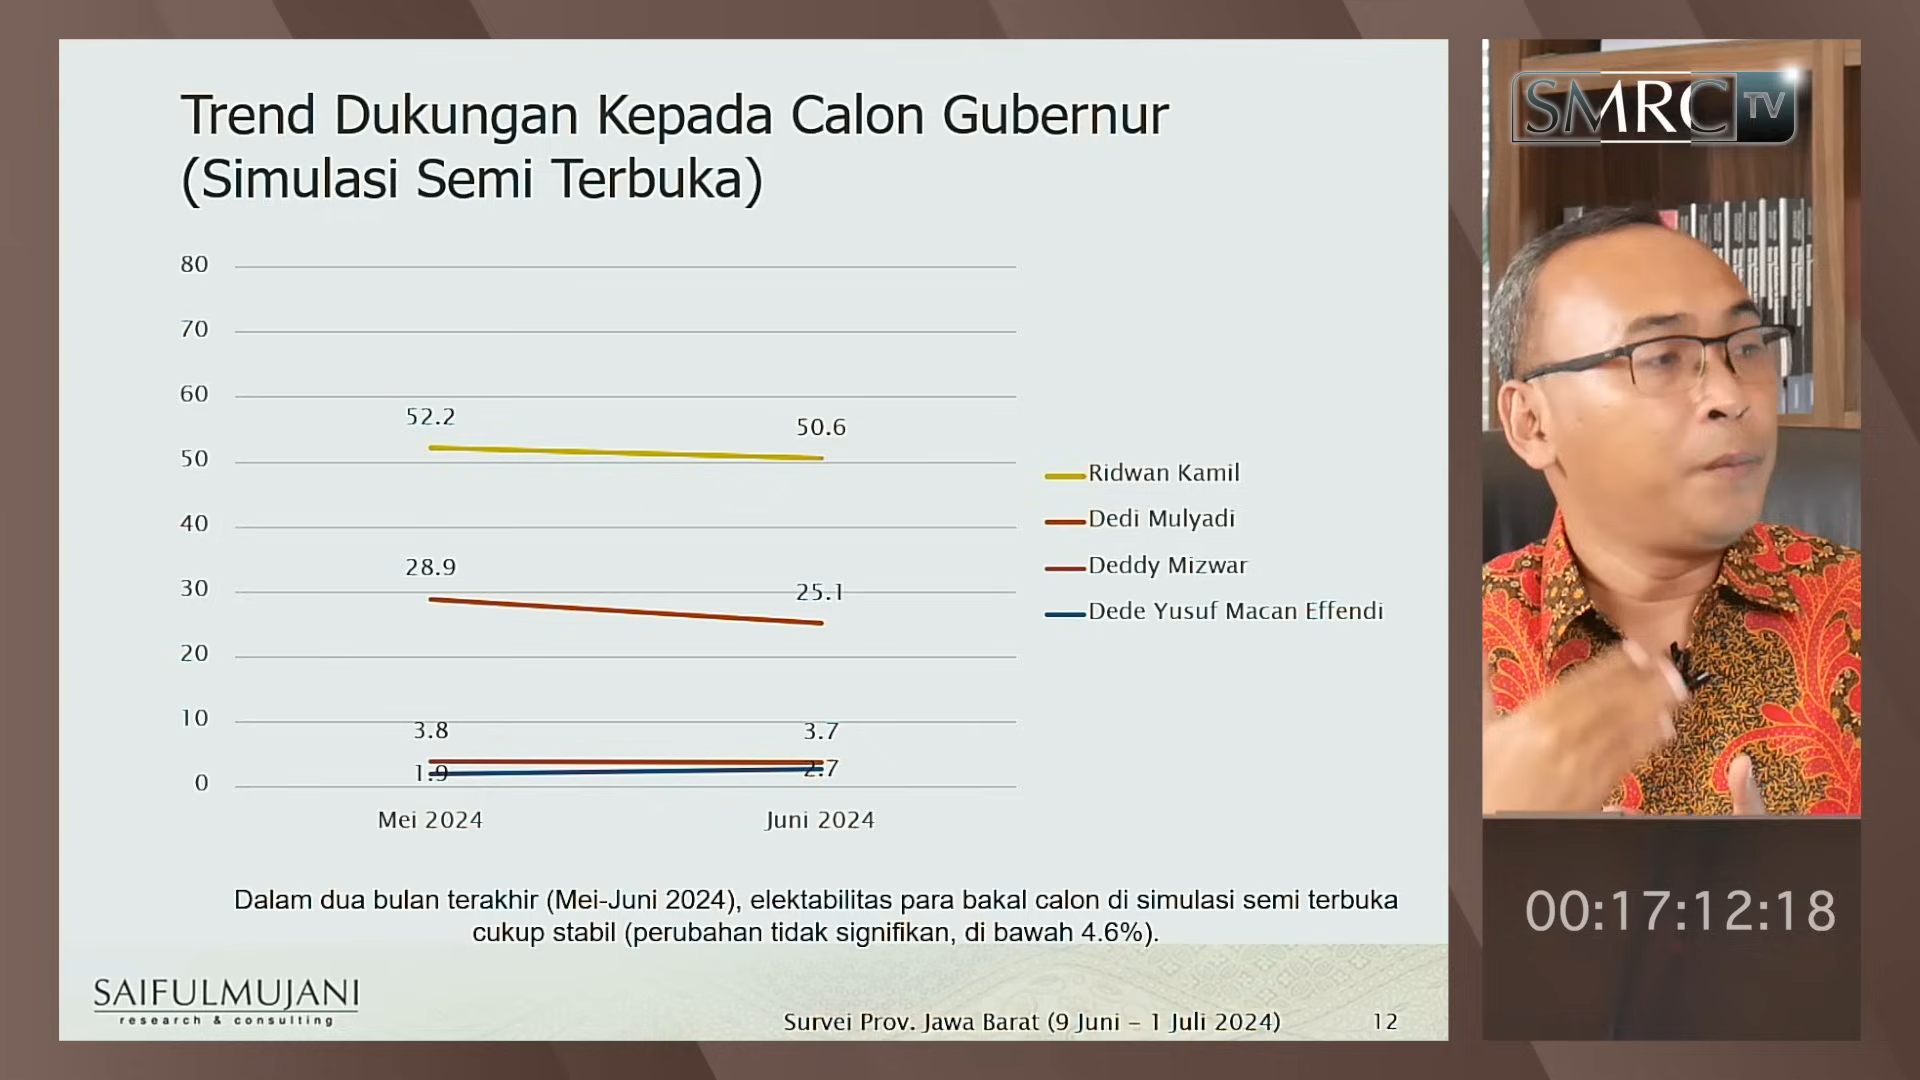 Trend Dukungan Kepada Calon Gubernur
(Simulasi Semi Terbuka)
80
70
60
50
40
30
20
10
0
52.2
50.6
28.9
25.1
3.8
3.7
1.9
2.7
Mei 2024
Juni 2024
Ridwan Kamil
Dedi Mulyadi
Deddy Mizwar
Dede Yusuf Macan Effendi
Dalam dua bulan terakhir (Mei-Juni 2024), elektabilitas para bakal calon di simulasi semi terbuka
cukup stabil (perubahan tidak signifikan, di bawah 4.6%).
SAIFULMUJANI
research & consulting
Survei Prov. Jawa Barat (9 Juni – 1 Juli 2024)
12
SMRC TV
00:17:12:18